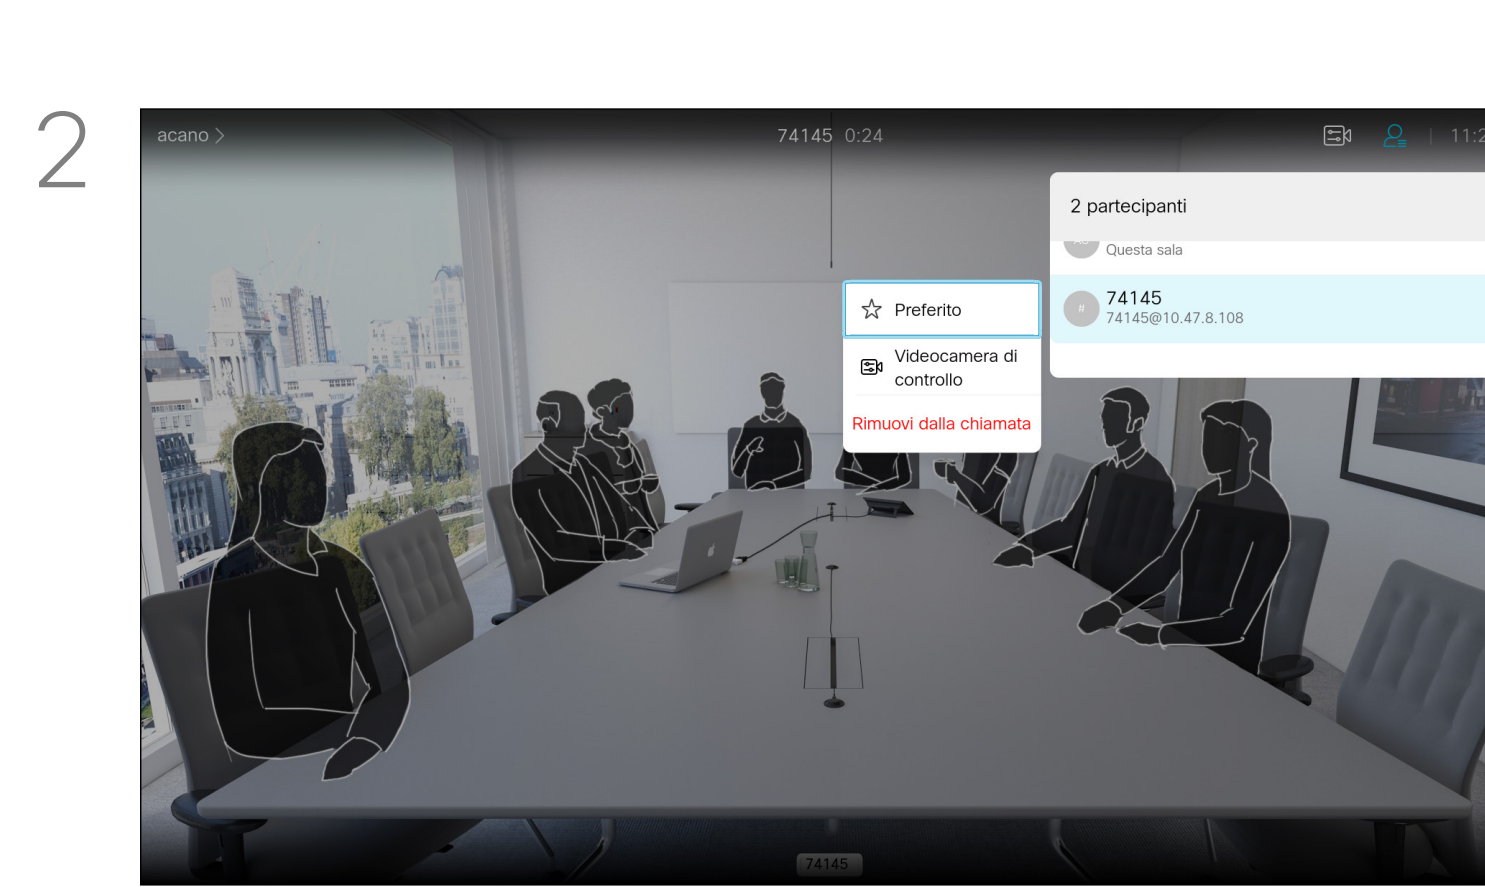 2
acano
74145 0:24
11:2
2 partecipanti
Questa sala
#
74145
74145@10.47.8.108
Preferito
Videocamera di
controllo
Rimuovi dalla chiamata
74145